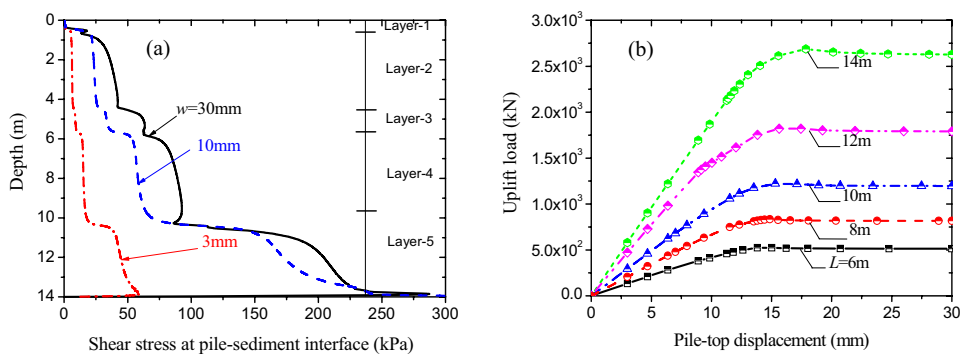 (a)
Depth (m)
0
2
4
6
8
10
12
14
0 50 100 150 200 250 300
Shear stress at pile-sediment interface (kPa)
w=30mm
10mm
3mm
Layer-1
Layer-2
Layer-3
Layer-4
Layer-5
(b)
Uplift load (kN)
3.0x10³
2.5x10³
2.0x10³
1.5x10³
1.0x10³
5.0x10²
0.0
0 5 10 15 20 25 30
Pile-top displacement (mm)
14m
12m
10m
8m
L=6m